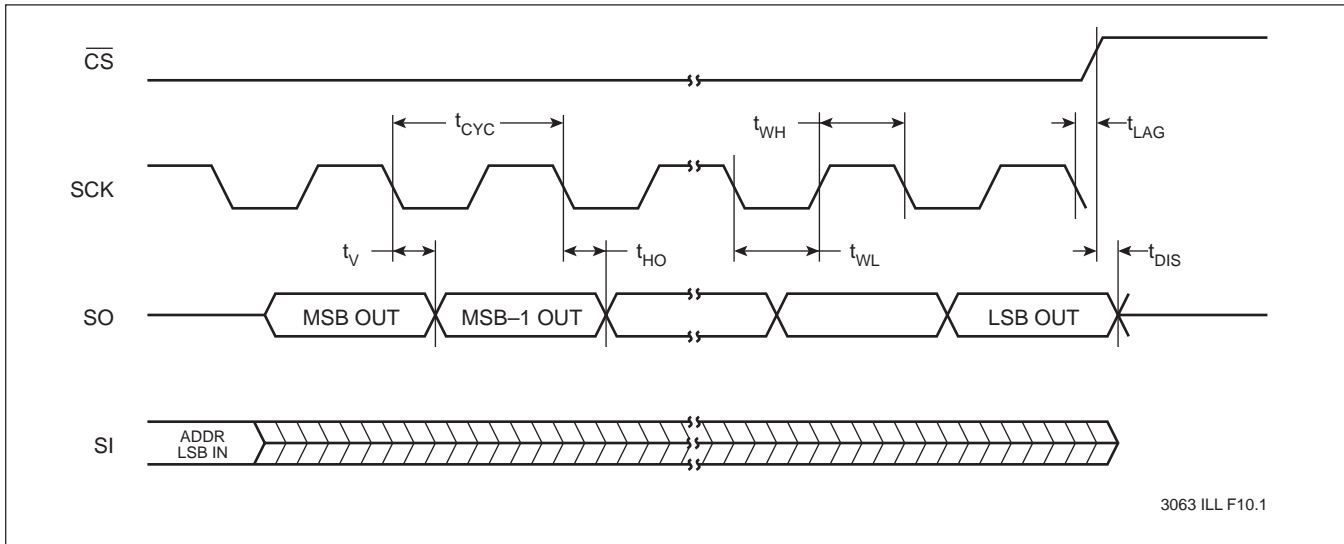 CS
tCYC
tWH
tLAG
SCK
tV
tHO
tWL
tDIS
SO
MSB OUT
MSB–1 OUT
LSB OUT
SI
ADDR
LSB IN
3063 ILL F10.1